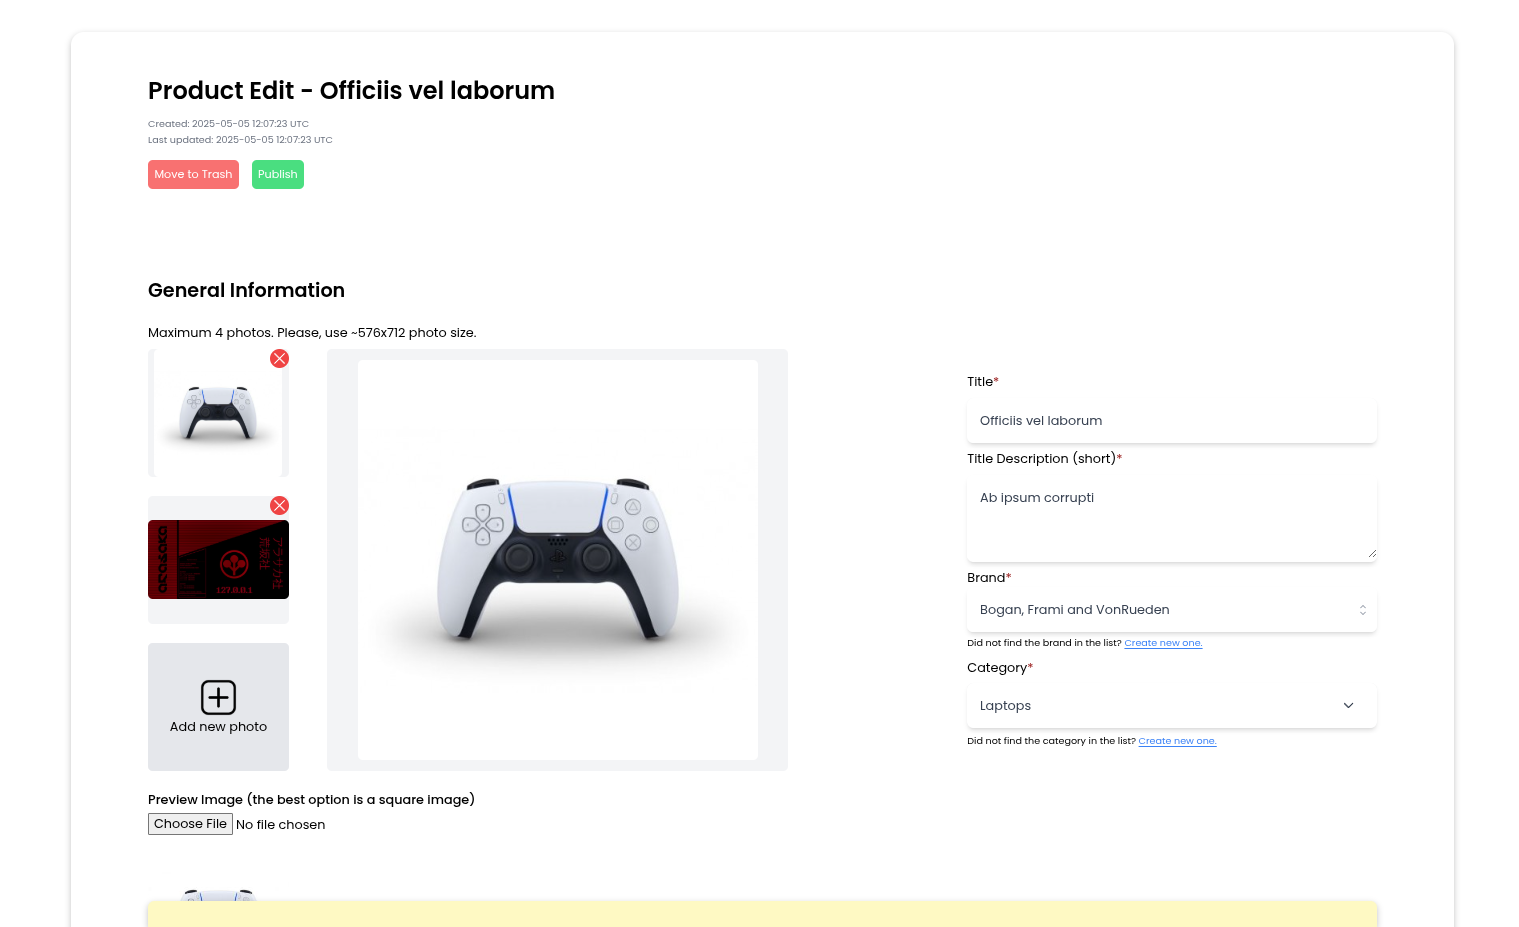 Product Edit - Officiis vel laborum
Created: 2025-05-05 12:07:23 UTC
Last updated: 2025-05-05 12:07:23 UTC
Move to Trash
Publish
General Information
Maximum 4 photos. Please, use ~576x712 photo size.
127.0.0.1
Add new photo
Preview Image (the best option is a square image)
Choose File No file chosen
Title*
Officiis vel laborum
Title Description (short)*
Ab ipsum corrupti
Brand*
Bogan, Frami and VonRueden
Did not find the brand in the list? Create new one.
Category*
Laptops
Did not find the category in the list? Create new one.